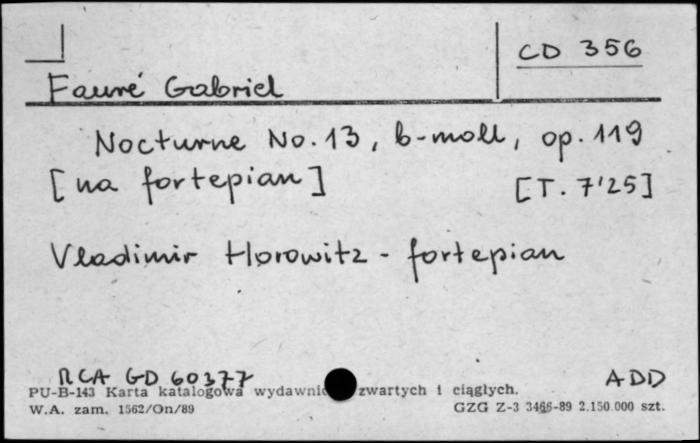 CD 356
Fauré Gabriel
Nocturne No. 13, b-moll, op. 119
[na fortepian] [T. 7'25]
Vladimir Horowitz - fortepian
RCA GD 60377 ADD
PU-B-143 Karta katalogowa zwartych i ciągłych.
W.A. zam. 1562/On/89 GZG Z-3 3466-89 2.150.000 szt.